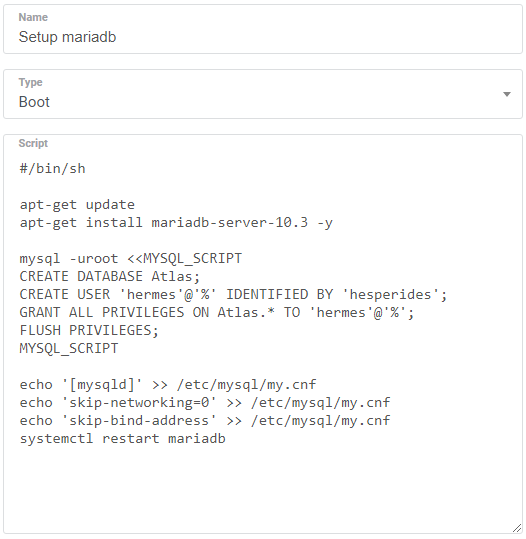 Name
Setup mariadb
Type
Boot
Script
#/bin/sh
apt-get update
apt-get install mariadb-server-10.3 -y
mysql -uroot <<MYSQL_SCRIPT
CREATE DATABASE Atlas;
CREATE USER 'hermes'@'%' IDENTIFIED BY 'hesperides';
GRANT ALL PRIVILEGES ON Atlas.* TO 'hermes'@'%';
FLUSH PRIVILEGES;
MYSQL_SCRIPT
echo '[mysqld]' >> /etc/mysql/my.cnf
echo 'skip-networking=0' >> /etc/mysql/my.cnf
echo 'skip-bind-address' >> /etc/mysql/my.cnf
systemctl restart mariadb